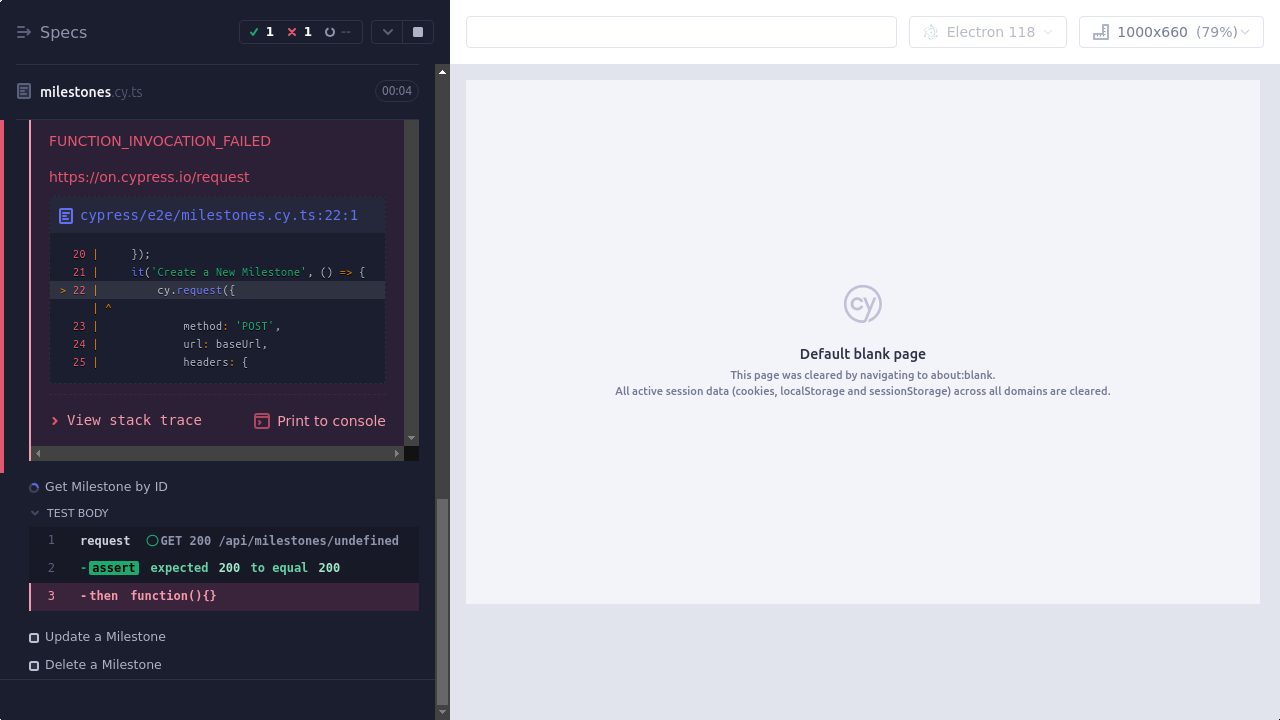 Specs
1
1
--
Electron 118
1000x660 (79%)
milestones.cy.ts
00:04
FUNCTION_INVOCATION_FAILED
https://on.cypress.io/request
cypress/e2e/milestones.cy.ts:22:1
20 |     });
21 |     it('Create a New Milestone', () => {
> 22 |         cy.request({
| ^
23 |             method: 'POST',
24 |             url: baseUrl,
25 |             headers: {
View stack trace
Print to console
Get Milestone by ID
TEST BODY
1 request GET 200 /api/milestones/undefined
2 -assert expected 200 to equal 200
3 -then function(){}
Update a Milestone
Delete a Milestone
cy
Default blank page
This page was cleared by navigating to about:blank.
All active session data (cookies, localStorage and sessionStorage) across all domains are cleared.